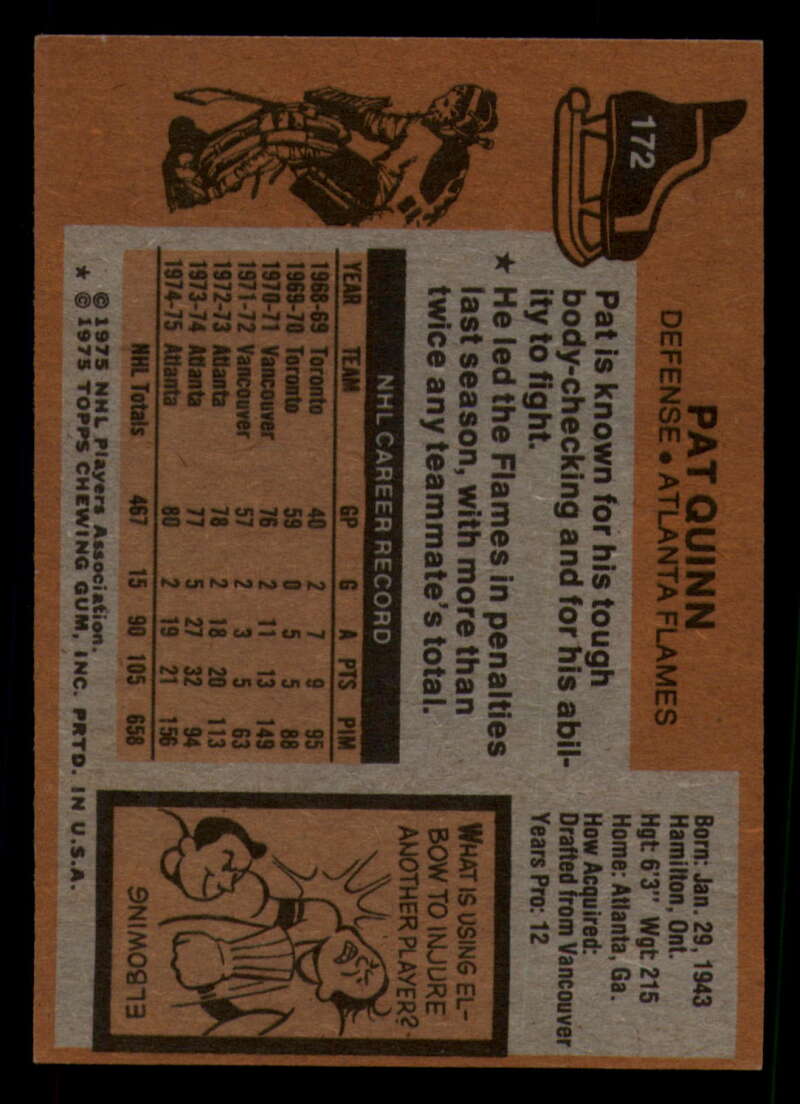 172
PAT QUINN
DEFENSE • ATLANTA FLAMES
Pat is known for his tough
body-checking and for his abil-
ity to fight.
★ He led the Flames in penalties
last season, with more than
twice any teammate's total.
Born: Jan. 29, 1943
Hamilton, Ont.
Hgt: 6'3" Wgt: 215
Home: Atlanta, Ga.
How Acquired:
Drafted from Vancouver
Years Pro: 12
NHL CAREER RECORD
YEAR TEAM GP G A PTS PIM
1968-69 Toronto 40 2 7 9 95
1969-70 Toronto 59 0 5 5 88
1970-71 Vancouver 76 2 11 13 149
1971-72 Vancouver 57 2 3 5 63
1972-73 Atlanta 78 2 18 20 113
1973-74 Atlanta 77 5 27 32 94
1974-75 Atlanta 80 2 19 21 156
NHL Totals 467 15 90 105 658
WHAT IS USING EL-
BOW TO INJURE
ANOTHER PLAYER?
ELBOWING
© 1975 NHL Players Association.
★ © 1975 TOPPS CHEWING GUM, INC. PRTD. IN U.S.A.